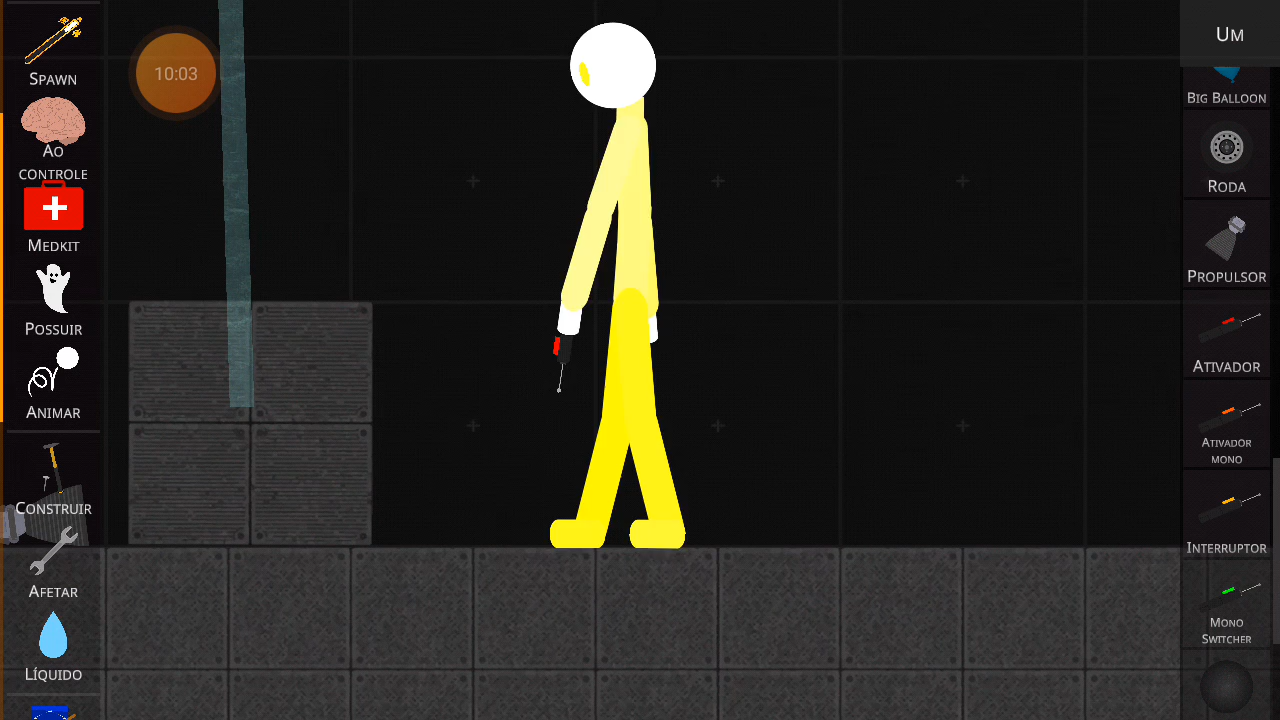 Spawn
10:03
Ao
controle
Medkit
Possuir
Animar
Construir
Afetar
Líquido
Um
Big Balloon
Roda
Propulsor
Ativador
Ativador
mono
Interruptor
Mono
Switcher